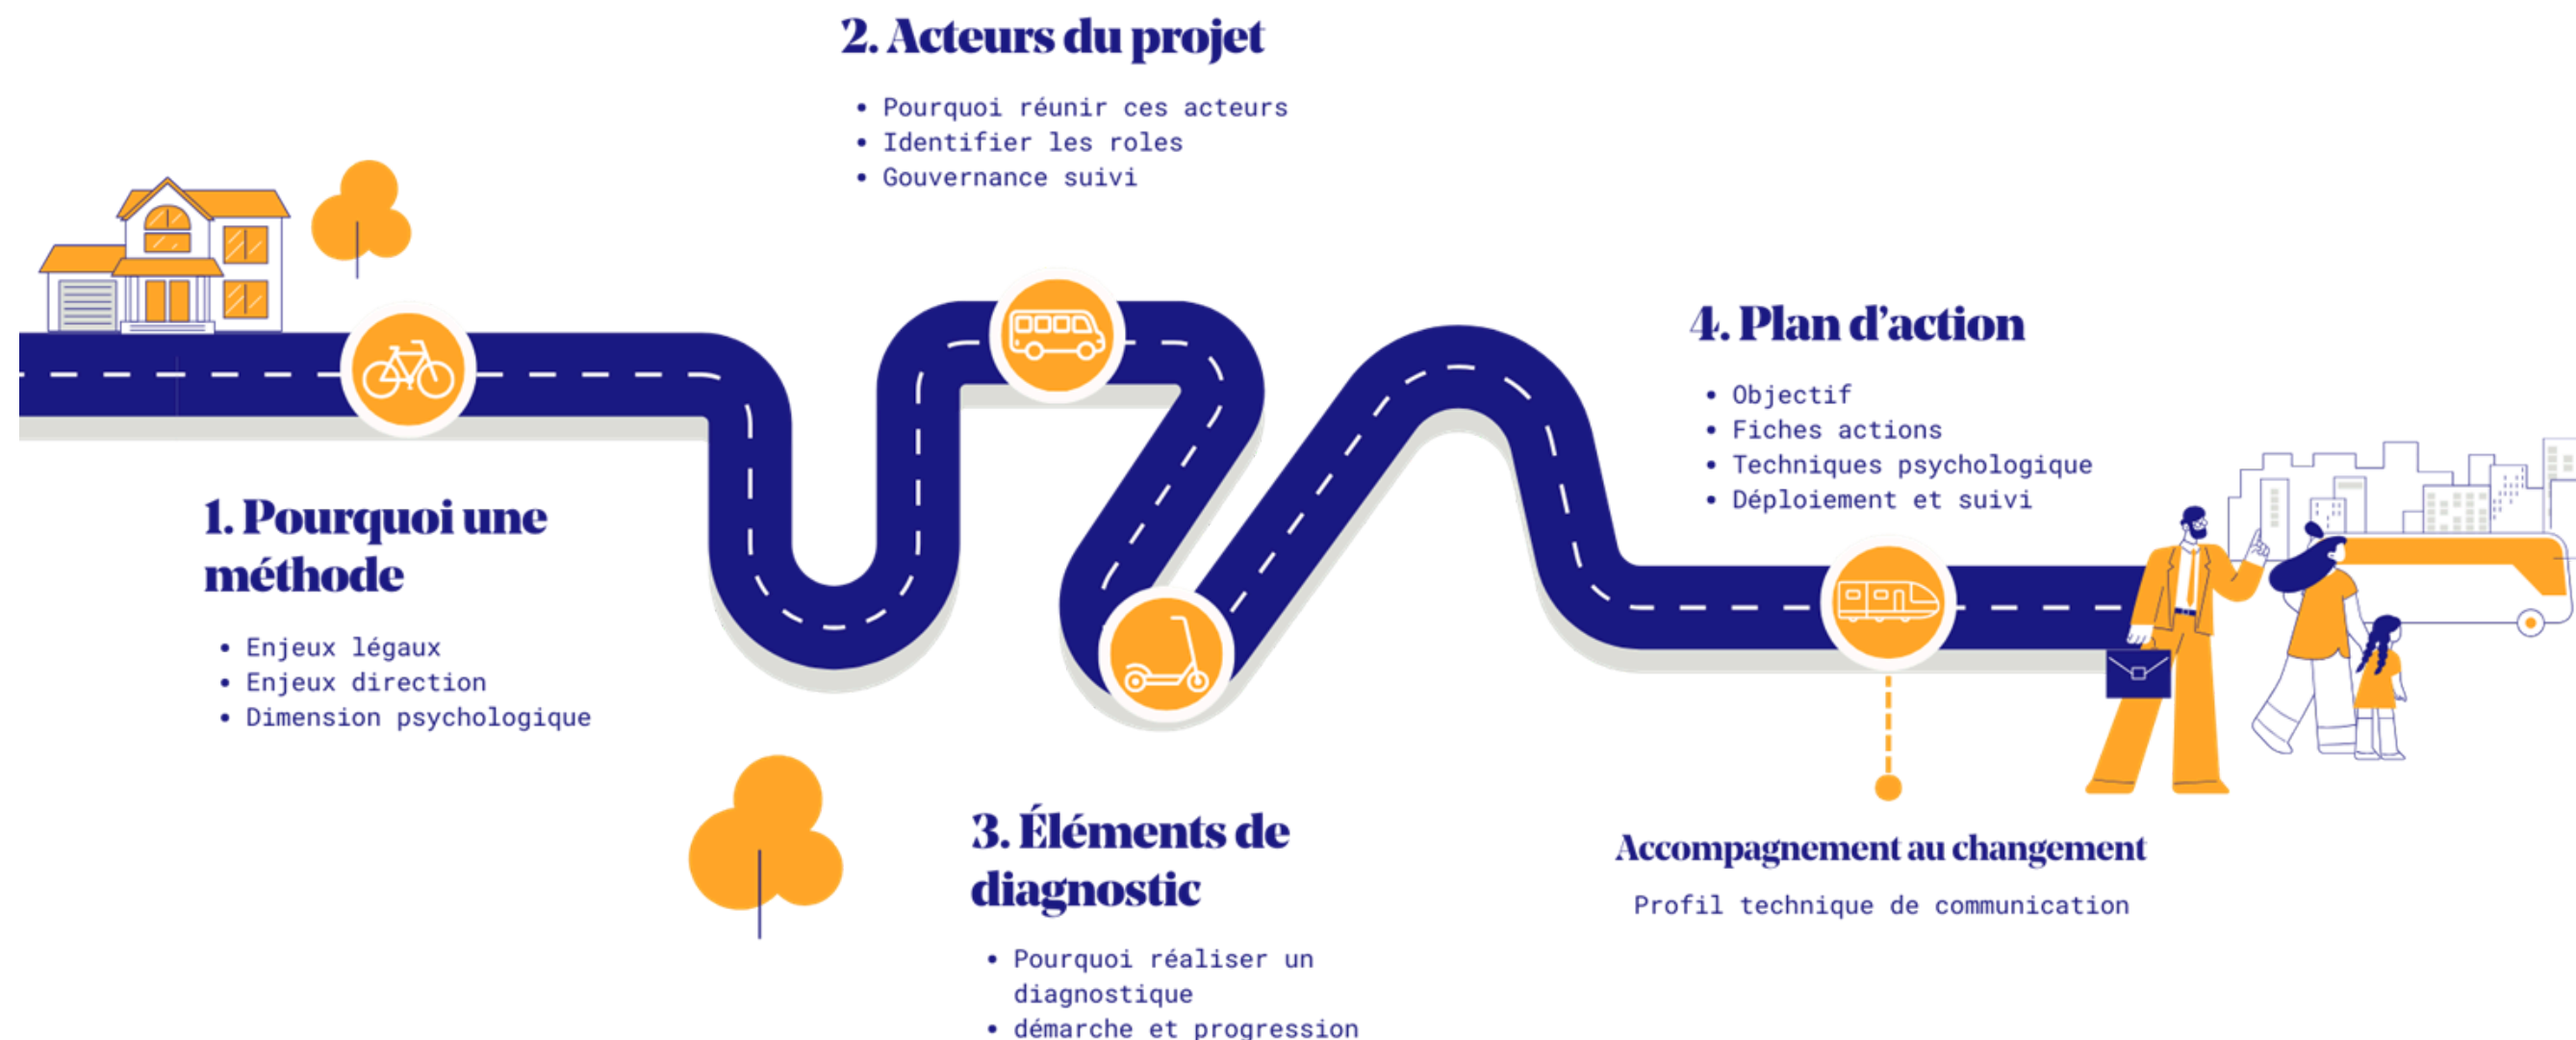 2. Acteurs du projet
• Pourquoi réunir ces acteurs
• Identifier les roles
• Gouvernance suivi
1. Pourquoi une
méthode
• Enjeux légaux
• Enjeux direction
• Dimension psychologique
3. Éléments de
diagnostic
• Pourquoi réaliser un
diagnostique
• démarche et progression
4. Plan d'action
• Objectif
• Fiches actions
• Techniques psychologique
• Déploiement et suivi
Accompagnement au changement
Profil technique de communication